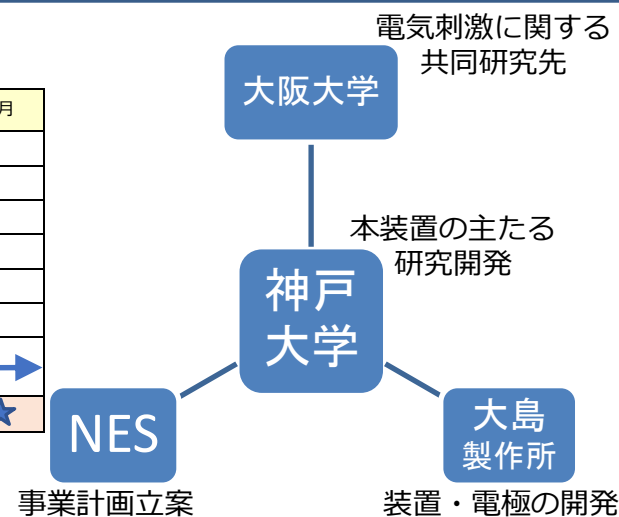 電気刺激に関する
共同研究先
大阪大学
月
本装置の主たる
研究開発
神戸
大学
NES
大島
製作所
事業計画立案
装置・電極の開発